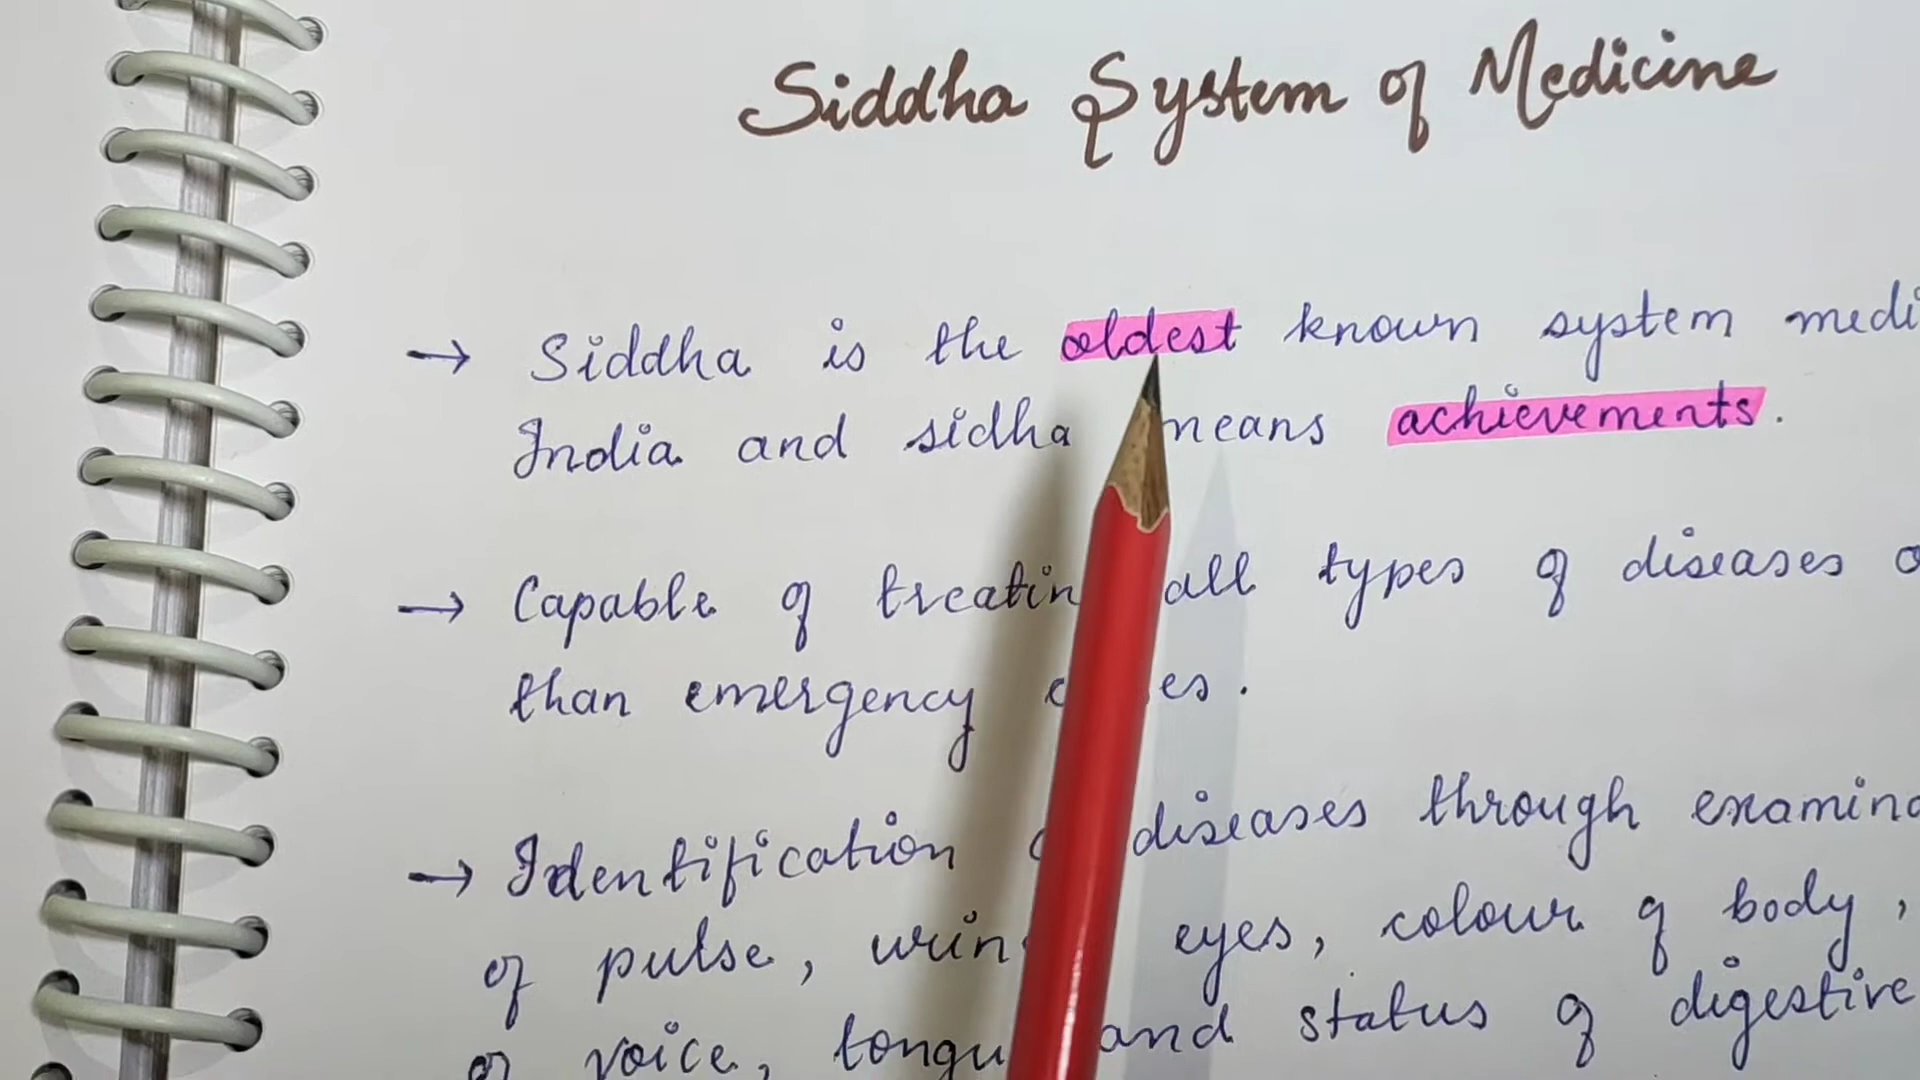 Siddha System of Medicine
→ Siddha is the oldest known system medi
India and sidha means achievements.
→ Capable of treatin all types of diseases
than emergency es.
→ Identification diseases through examina
of pulse, urin eyes, colour of body,
of voice, tongu and status of digestive